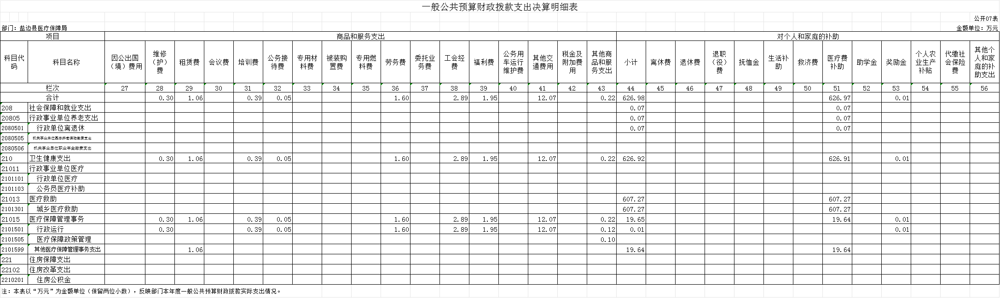 一般公共预算财政拨款支出决算明细表
公开07表
部门：盐边县医疗保障局 金额单位：万元
项目 商品和服务支出 对个人和家庭的补助
科目代码 科目名称 因公出国（境）费用 维修（护）费 租赁费 会议费 培训费 公务接待费 专用材料费 被装购置费 专用燃料费 劳务费 委托业务费 工会经费 福利费 公务用车运行维护费 其他交通费用 税金及附加费用 其他商品和服务支出 小计 离休费 退休费 退职（役）费 抚恤金 生活补助 救济费 医疗费补助 助学金 奖励金 个人农业生产补贴 代缴社会保险费 其他个人和家庭的补助支出
栏次 27 28 29 30 31 32 33 34 35 36 37 38 39 40 41 42 43 44 45 46 47 48 49 50 51 52 53 54 55 56
合计 0.30 1.06 0.39 0.05 1.60 2.89 1.95 12.07 0.22 626.98 626.97 0.01
208 社会保障和就业支出 0.07 0.07
20805 行政事业单位养老支出 0.07 0.07
2080501 行政单位离退休 0.07 0.07
2080505 机关事业单位基本养老保险缴费支出
2080506 机关事业单位职业年金缴费支出
210 卫生健康支出 0.30 1.06 0.39 0.05 1.60 2.89 1.95 12.07 0.22 626.92 626.91 0.01
21011 行政事业单位医疗
2101101 行政单位医疗
2101103 公务员医疗补助
21013 医疗救助 607.27 607.27
2101301 城乡医疗救助 607.27 607.27
21015 医疗保障管理事务 0.30 1.06 0.39 0.05 1.60 2.89 1.95 12.07 0.22 19.65 19.64 0.01
2101501 行政运行 0.30 0.39 0.05 1.60 2.89 1.95 12.07 0.12 0.01 0.01
2101505 医疗保障政策管理 0.10
2101599 其他医疗保障管理事务支出 1.06 19.64 19.64
221 住房保障支出
22102 住房改革支出
2210201 住房公积金
注：本表以“万元”为金额单位（保留两位小数），反映部门本年度一般公共预算财政拨款实际支出情况。